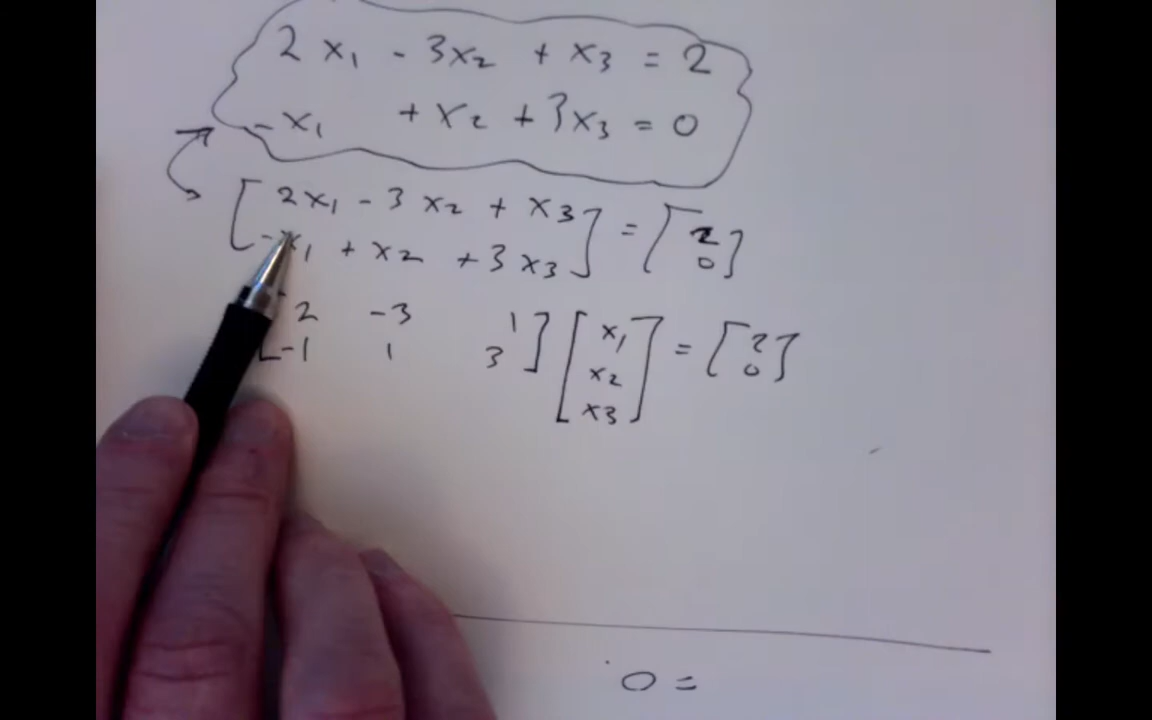 2x₁ - 3x₂ + x₃ = 2
-x₁ + x₂ + 3x₃ = 0
[2x₁ - 3x₂ + x₃] = [2]
[-x₁ + x₂ + 3x₃] [0]
2 -3 1] [x₁] = [2]
[-1 1 3] [x₂] [0]
[x₃]
0 =